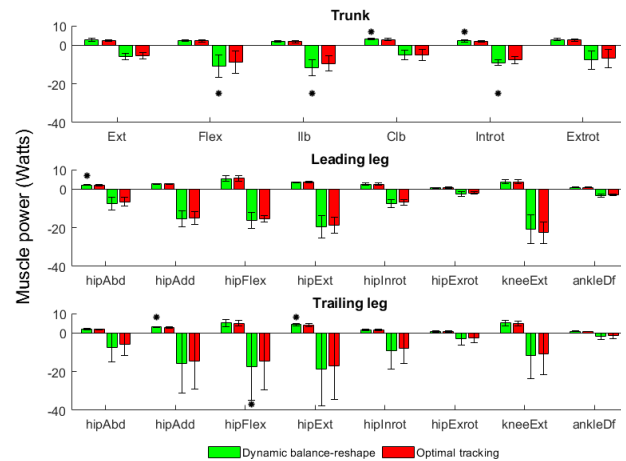 Trunk
10
0
-20
-40
Ext Flex Ilb Clb Introt Extrot
Muscle power (Watts)
Leading leg
10
0
-20
-40
hipAbd hipAdd hipFlex hipExt hipInrot hipExrot kneeExt ankleDf
Trailing leg
10
0
-20
-40
hipAbd hipAdd hipFlex hipExt hipInrot hipExrot kneeExt ankleDf
Dynamic balance-reshape Optimal tracking